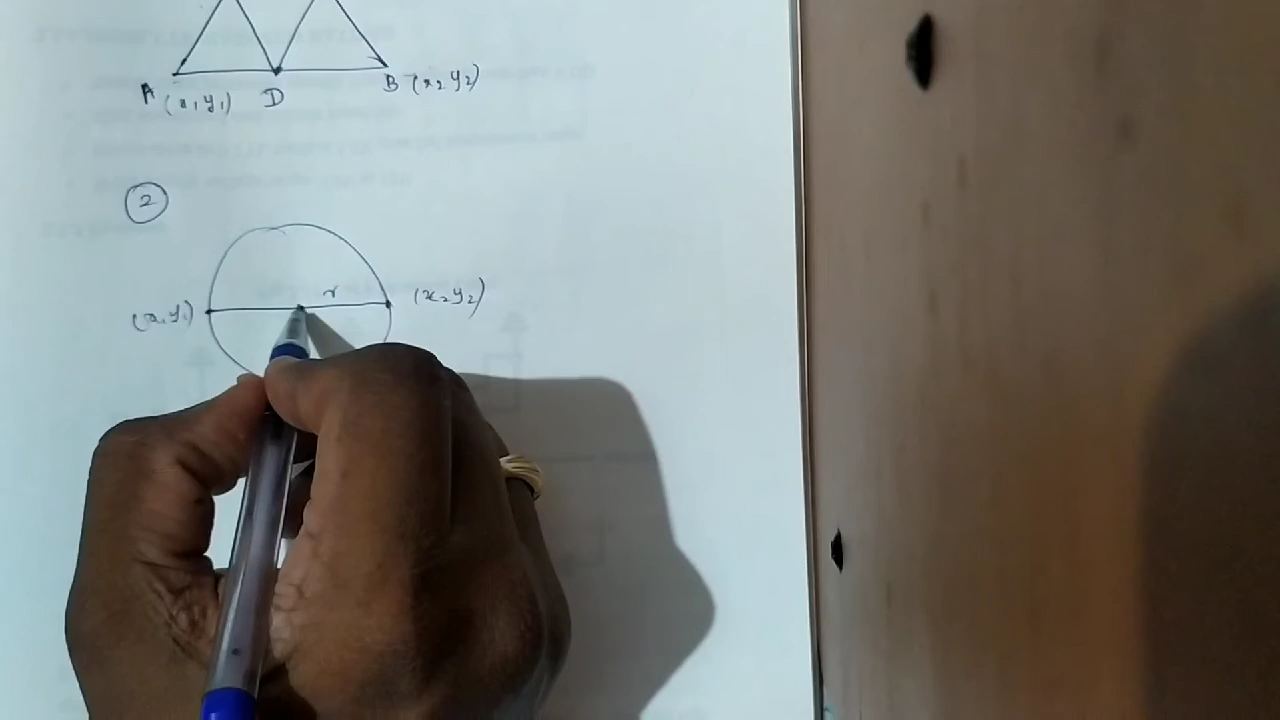 A (x₁ y₁) D B (x₂ y₂)
2
r
(x₁ y₁) (x₂ y₂)